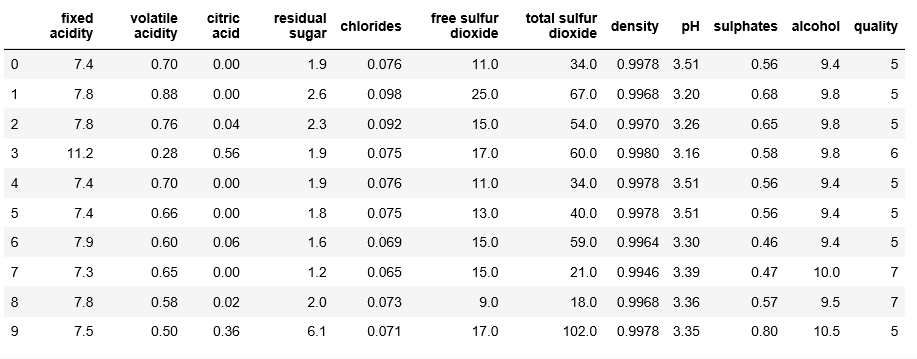 fixed acidity volatile acidity citric acid residual sugar chlorides free sulfur dioxide total sulfur dioxide density pH sulphates alcohol quality
0 7.4 0.70 0.00 1.9 0.076 11.0 34.0 0.9978 3.51 0.56 9.4 5
1 7.8 0.88 0.00 2.6 0.098 25.0 67.0 0.9968 3.20 0.68 9.8 5
2 7.8 0.76 0.04 2.3 0.092 15.0 54.0 0.9970 3.26 0.65 9.8 5
3 11.2 0.28 0.56 1.9 0.075 17.0 60.0 0.9980 3.16 0.58 9.8 6
4 7.4 0.70 0.00 1.9 0.076 11.0 34.0 0.9978 3.51 0.56 9.4 5
5 7.4 0.66 0.00 1.8 0.075 13.0 40.0 0.9978 3.51 0.56 9.4 5
6 7.9 0.60 0.06 1.6 0.069 15.0 59.0 0.9964 3.30 0.46 9.4 5
7 7.3 0.65 0.00 1.2 0.065 15.0 21.0 0.9946 3.39 0.47 10.0 7
8 7.8 0.58 0.02 2.0 0.073 9.0 18.0 0.9968 3.36 0.57 9.5 7
9 7.5 0.50 0.36 6.1 0.071 17.0 102.0 0.9978 3.35 0.80 10.5 5